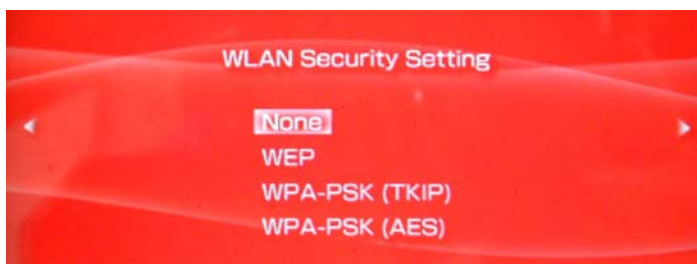 WLAN Security Setting
None
WEP
WPA-PSK (TKIP)
WPA-PSK (AES)